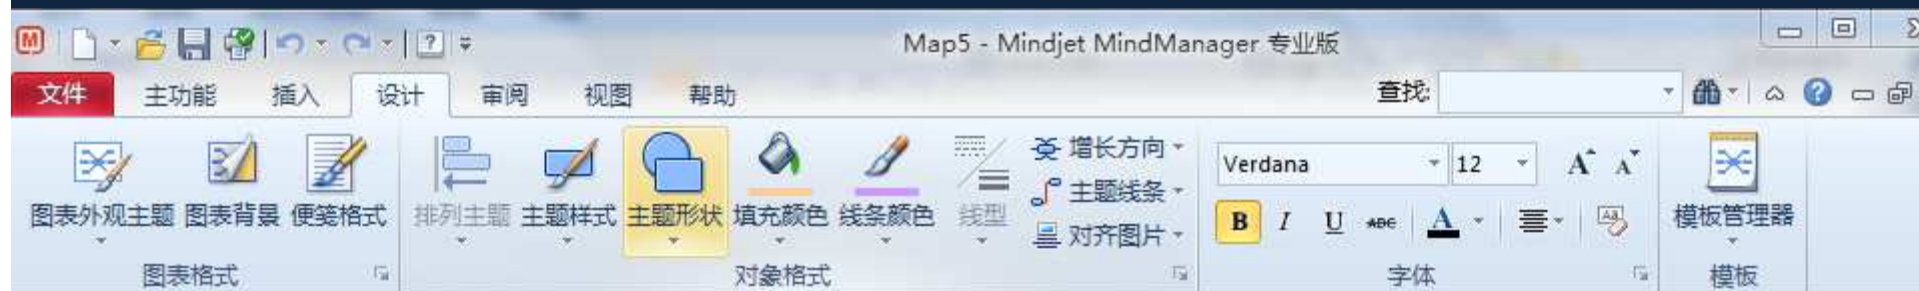 Map5 - Mindjet MindManager 专业版
文件 主功能 插入 设计 审阅 视图 帮助 查找:
增长方向
主题线条
对齐图片
Verdana 12 A A
B I U ABC A
图表外观主题 图表背景 便笺格式 排列主题 主题样式 主题形状 填充颜色 线条颜色 线型 模板管理器
图表格式 对象格式 字体 模板